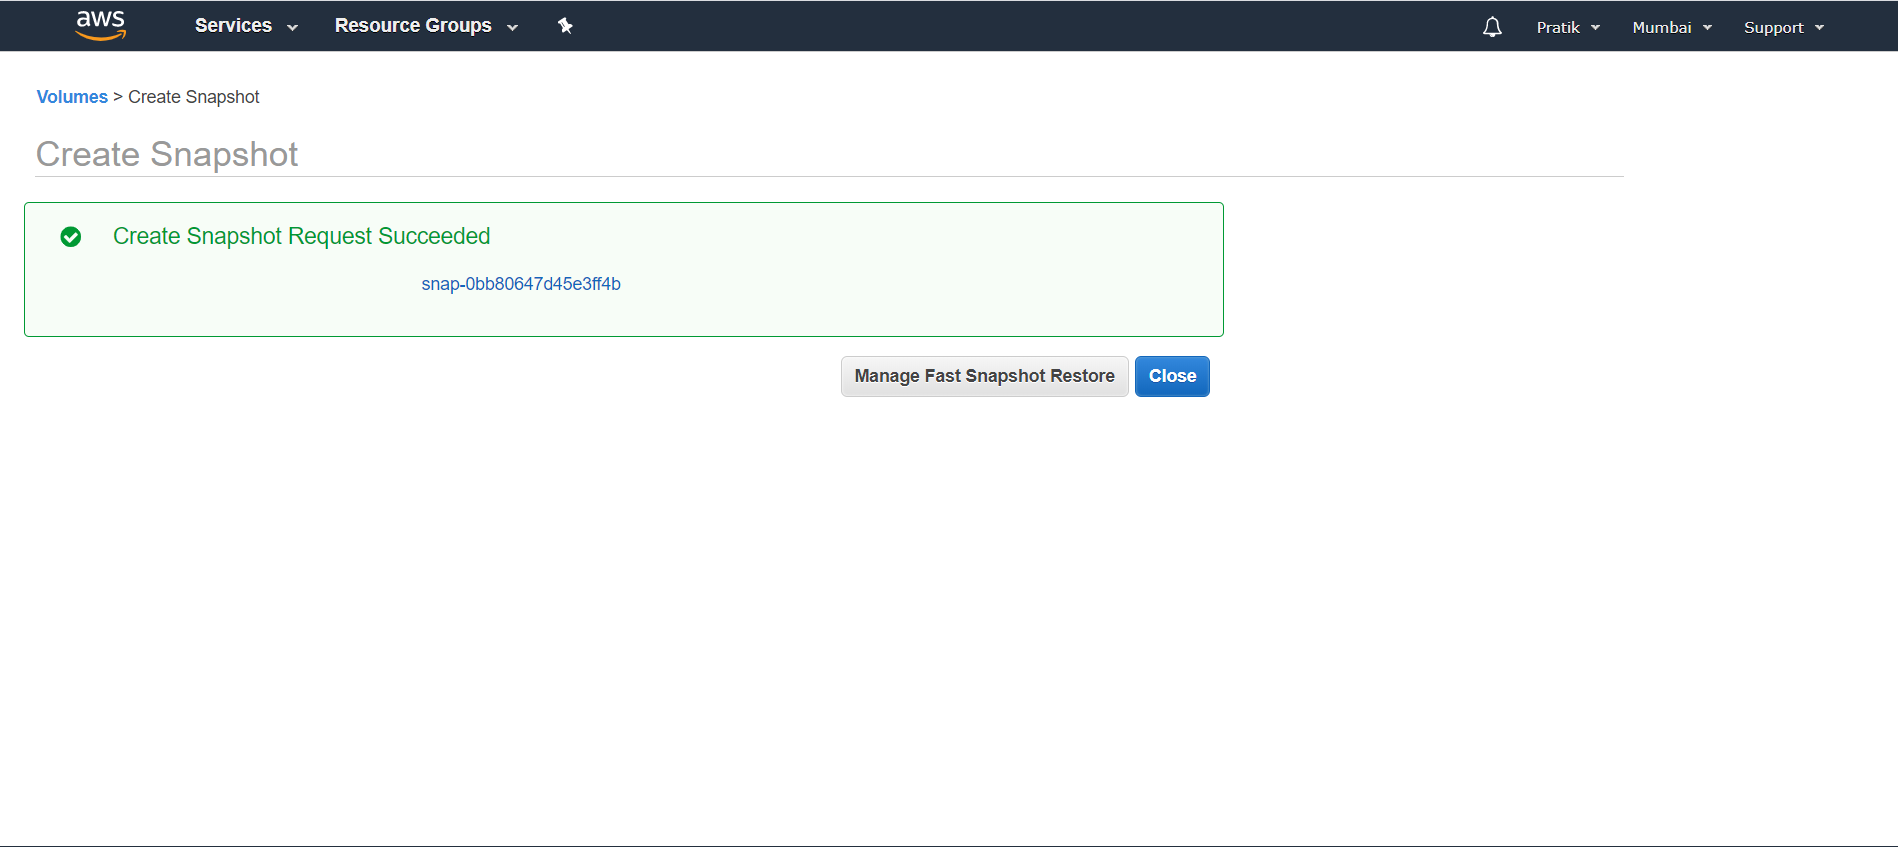 aws Services Resource Groups Pratik Mumbai Support
Volumes > Create Snapshot
Create Snapshot
Create Snapshot Request Succeeded
snap-0bb80647d45e3ff4b
Manage Fast Snapshot Restore Close